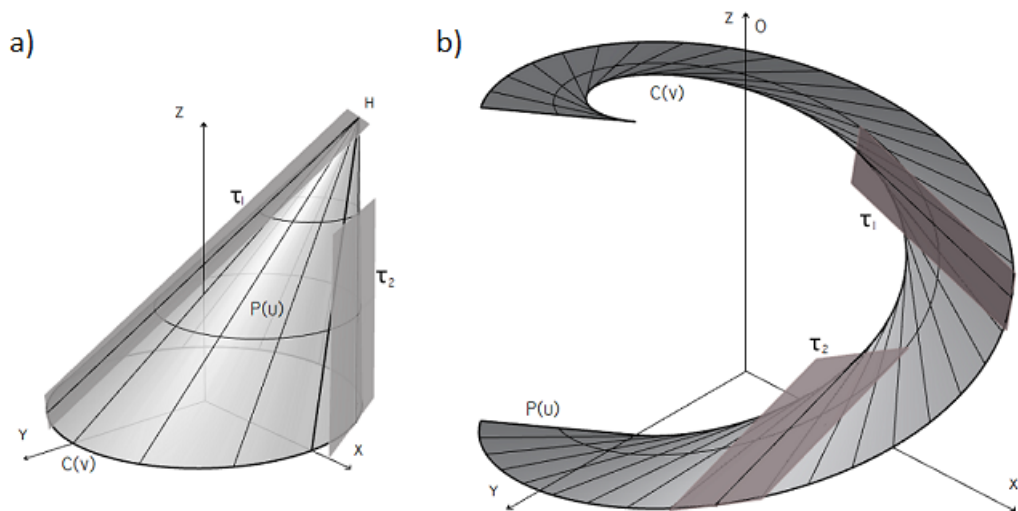 a)
Z
H
τ₁
τ₂
P(u)
Y
C(v)
X
b)
Z
O
C(v)
τ₁
τ₂
P(u)
Y
X